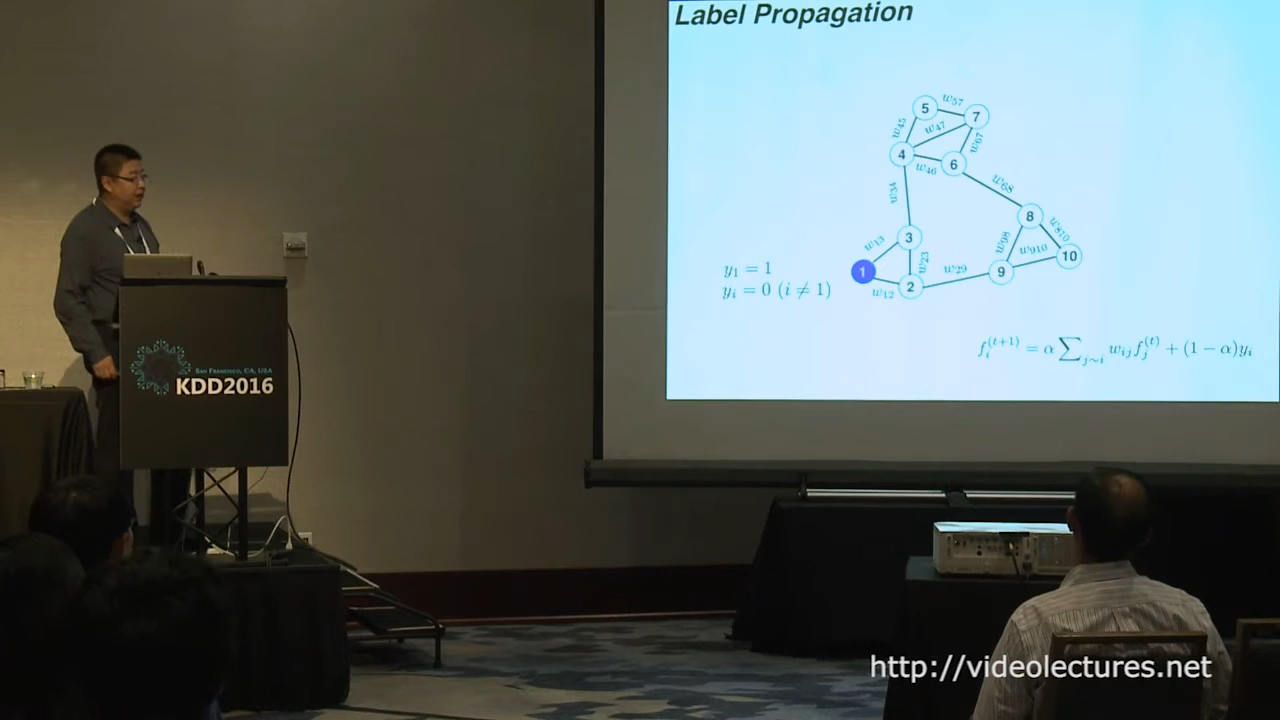 Label Propagation
5
w57
7
w45
w47
w67
4
w46
6
w68
w34
8
w810
w98
3
w13
w23
w910
10
1
w29
9
w12
2
y1 = 1
yi = 0 (i ≠ 1)
fi(t+1) = α ∑j~i wij fj(t) + (1 − α)yi
SAN FRANCISCO, CA, USA
KDD2016
http://videolectures.net